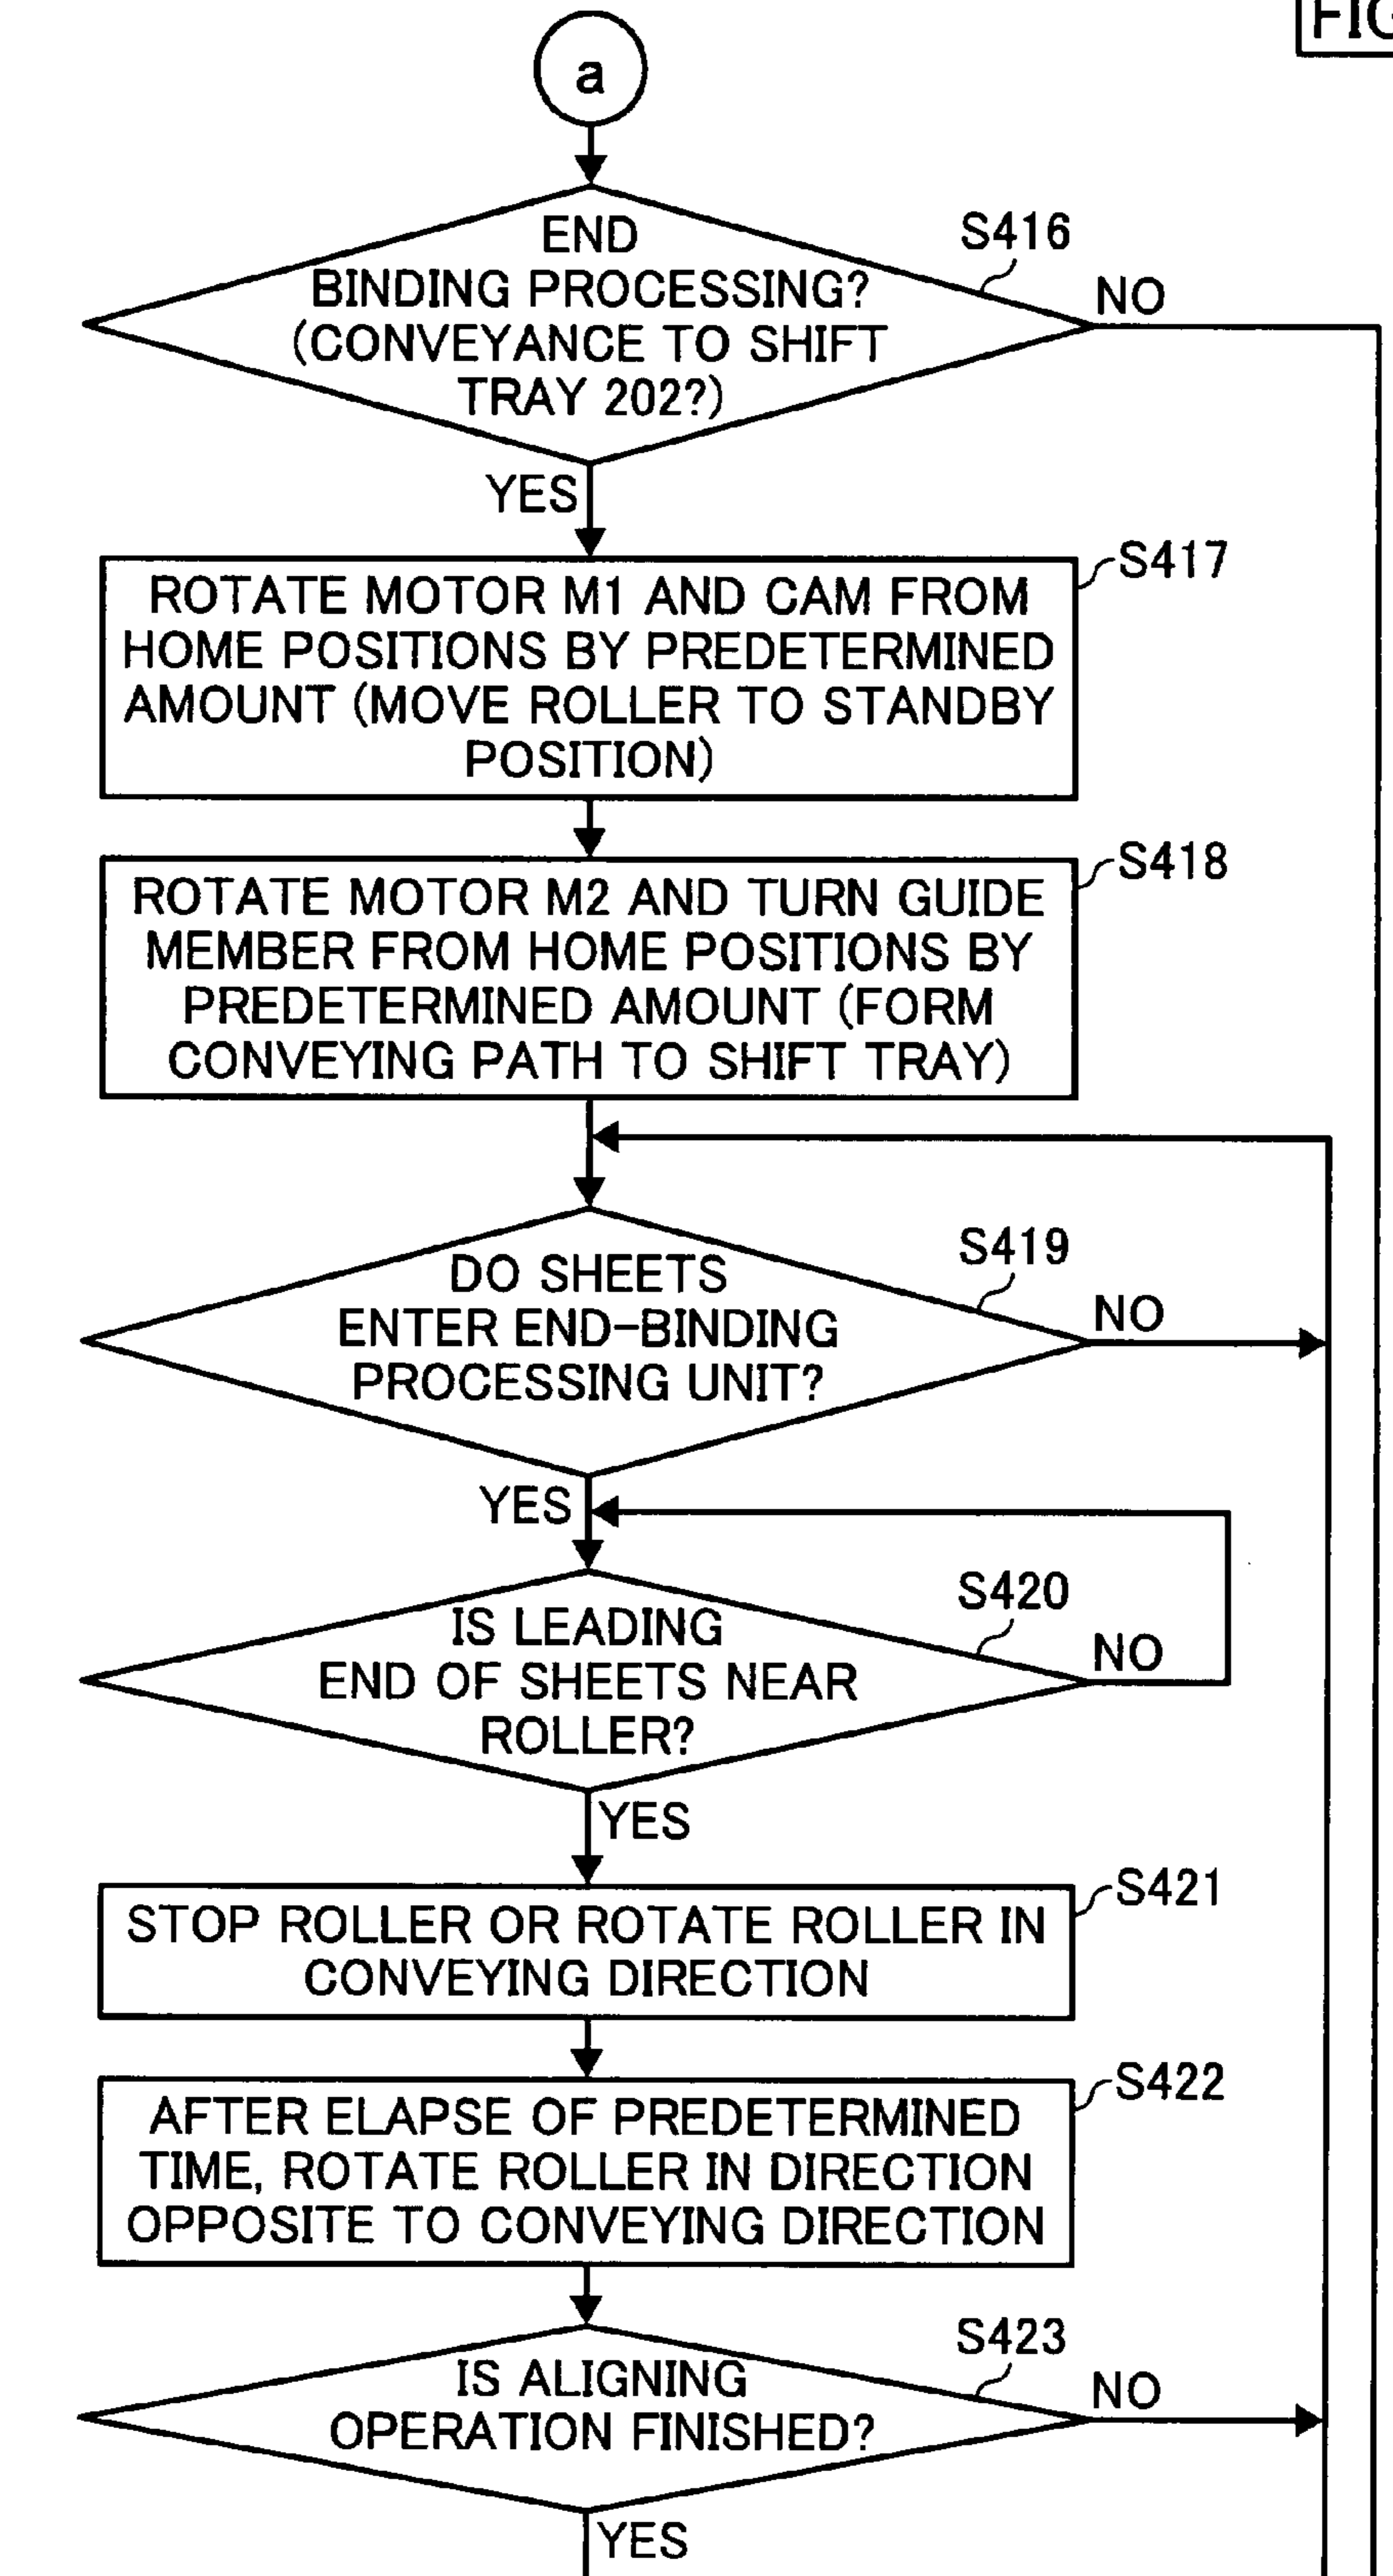 FIG
a
END
BINDING PROCESSING?
(CONVEYANCE TO SHIFT
TRAY 202?)
S416
NO
YES
ROTATE MOTOR M1 AND CAM FROM
HOME POSITIONS BY PREDETERMINED
AMOUNT (MOVE ROLLER TO STANDBY
POSITION)
S417
ROTATE MOTOR M2 AND TURN GUIDE
MEMBER FROM HOME POSITIONS BY
PREDETERMINED AMOUNT (FORM
CONVEYING PATH TO SHIFT TRAY)
S418
DO SHEETS
ENTER END-BINDING
PROCESSING UNIT?
S419
NO
YES
IS LEADING
END OF SHEETS NEAR
ROLLER?
S420
NO
YES
STOP ROLLER OR ROTATE ROLLER IN
CONVEYING DIRECTION
S421
AFTER ELAPSE OF PREDETERMINED
TIME, ROTATE ROLLER IN DIRECTION
OPPOSITE TO CONVEYING DIRECTION
S422
IS ALIGNING
OPERATION FINISHED?
S423
NO
YES